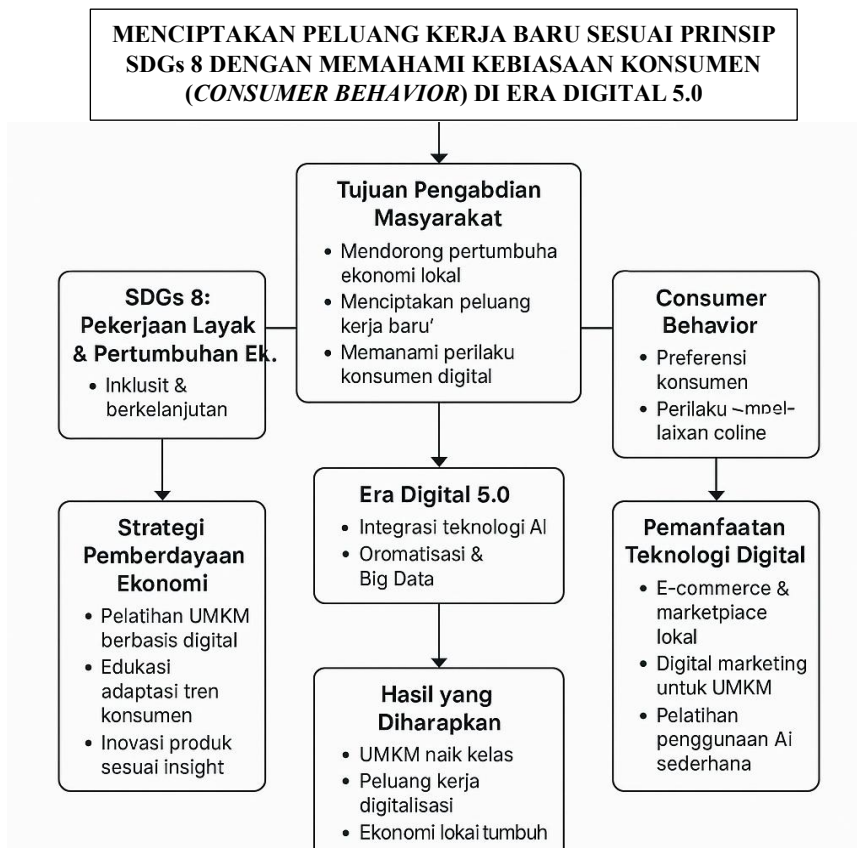 MENCIPTAKAN PELUANG KERJA BARU SESUAI PRINSIP
SDGs 8 DENGAN MEMAHAMI KEBIASAAN KONSUMEN
(CONSUMER BEHAVIOR) DI ERA DIGITAL 5.0
Tujuan Pengabdian
Masyarakat
• Mendorong pertumbuha
ekonomi lokal
• Menciptakan peluang
kerja baru'
• Memanami perilaku
konsumen digital
SDGs 8:
Pekerjaan Layak
& Pertumbuhan Ek.
• Inklusit &
berkelanjutan
Consumer
Behavior
• Preferensi
konsumen
• Perilaku
laixan coline
Era Digital 5.0
• Integrasi teknologi AI
• Oromatisasi &
Big Data
Strategi
Pemberdayaan
Ekonomi
• Pelatihan UMKM
berbasis digital
• Edukasi
adaptasi tren
konsumen
• Inovasi produk
sesuai insight
Pemanfaatan
Teknologi Digital
• E-commerce &
marketpiace
lokal
• Digital marketing
untuk UMKM
• Pelatihan
penggunaan Ai
sederhana
Hasil yang
Diharapkan
• UMKM naik kelas
• Peluang kerja
digitalisasi
• Ekonomi lokai tumbuh